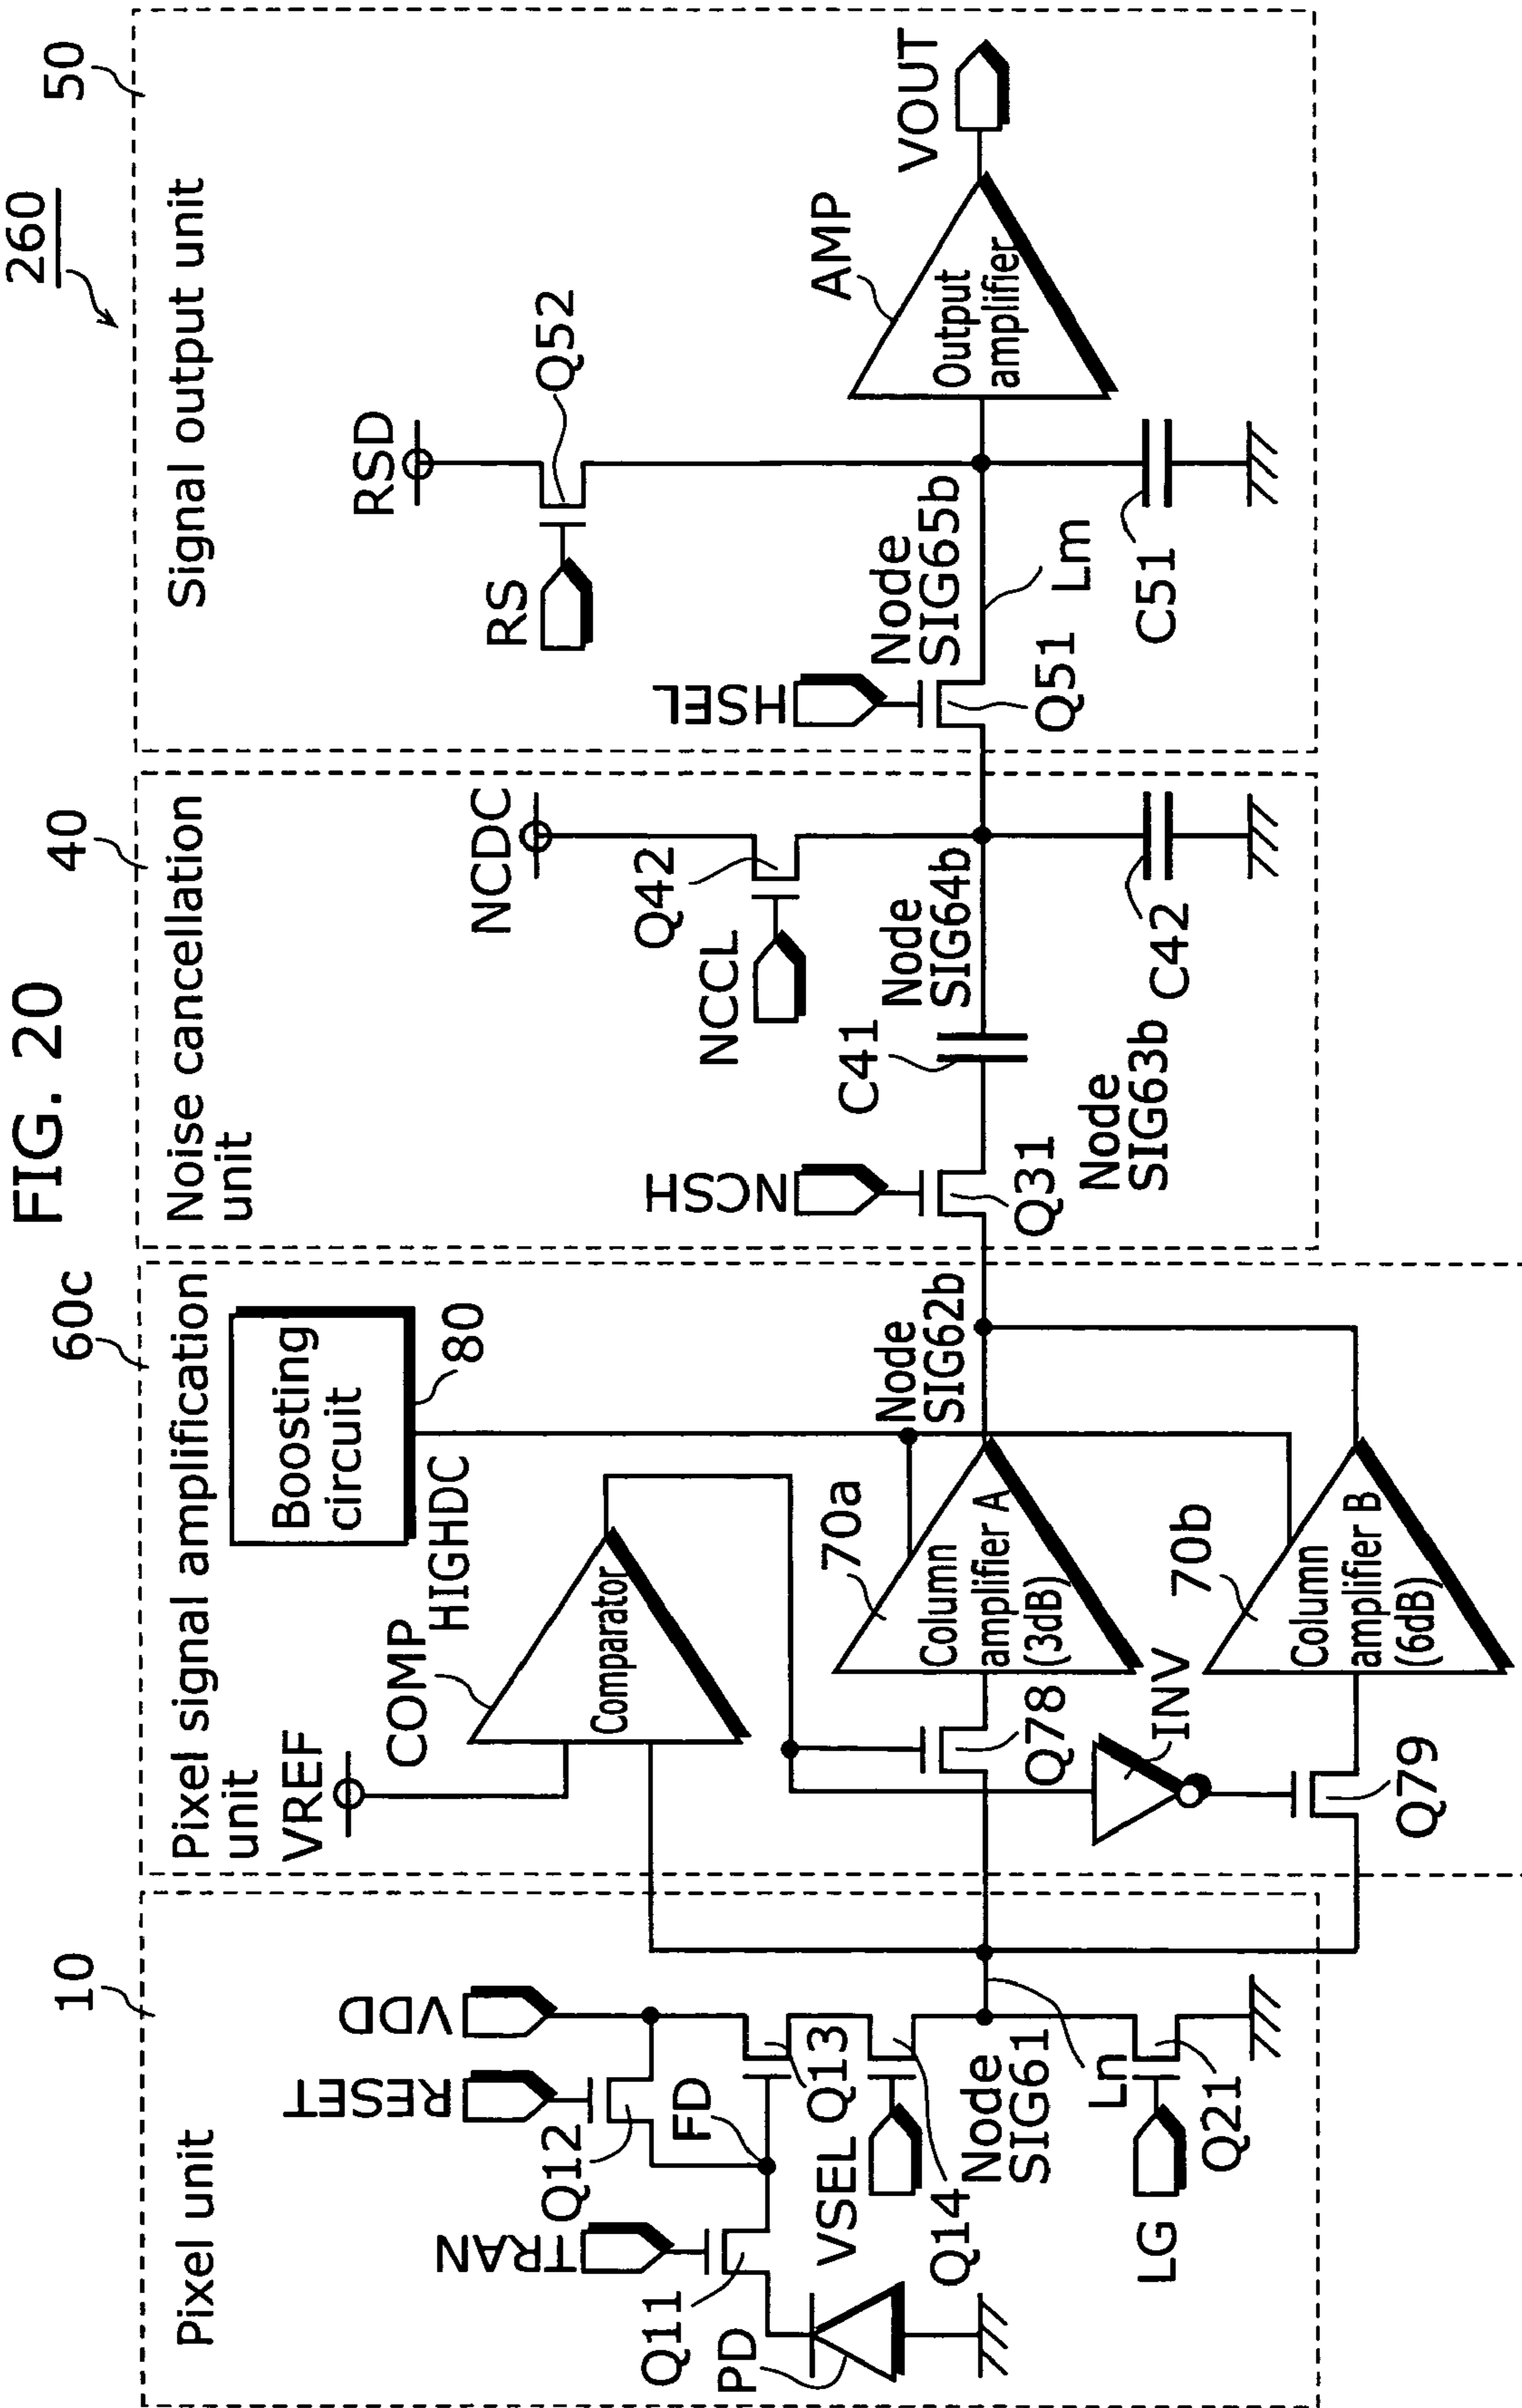 FIG. 20
260
10
Pixel unit
VDD
RESET
TRAN
Q12
FD
Q11
PD
Q13
VSEL
Q14
Node
SIG61
Ln
LG
Q21
60c
Pixel signal amplification
unit
VREF
COMP
Comparator
Boosting
circuit
80
HIGHDC
70a
Column
amplifier A
(3dB)
Q78
INV
70b
Column
amplifier B
(6dB)
Q79
Node
SIG62b
40
Noise cancellation
unit
NCDC
Q42
NCCL
NCSH
Q31
C41
Node
SIG63b
Node
SIG64b
C42
50
Signal output unit
RSD
Q52
RS
HSEL
Q51
Node
SIG65b
Lm
C51
AMP
Output
amplifier
VOUT